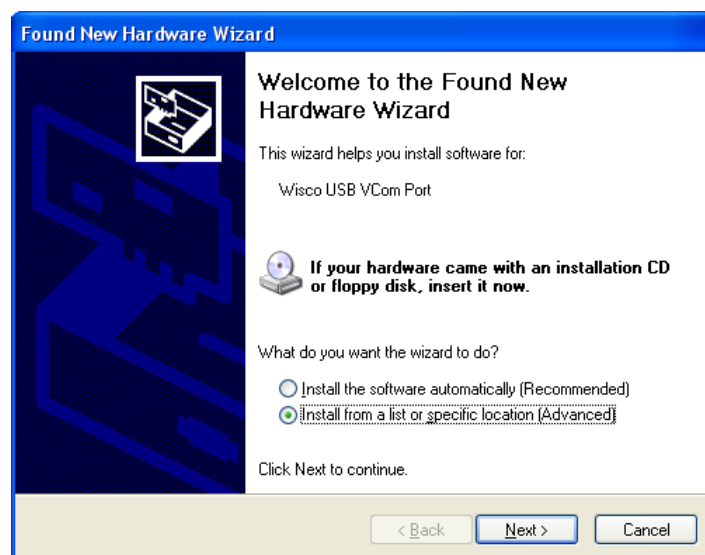 Found New Hardware Wizard
Welcome to the Found New
Hardware Wizard
This wizard helps you install software for:
Wisco USB VCom Port
If your hardware came with an installation CD
or floppy disk, insert it now.
What do you want the wizard to do?
Install the software automatically (Recommended)
Install from a list or specific location (Advanced)
Click Next to continue.
< Back Next > Cancel